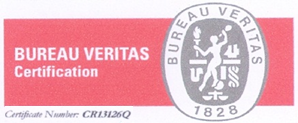 BUREAU VERITAS
Certification
BUREAU VERITAS
1828
Certificate Number: CR13126Q